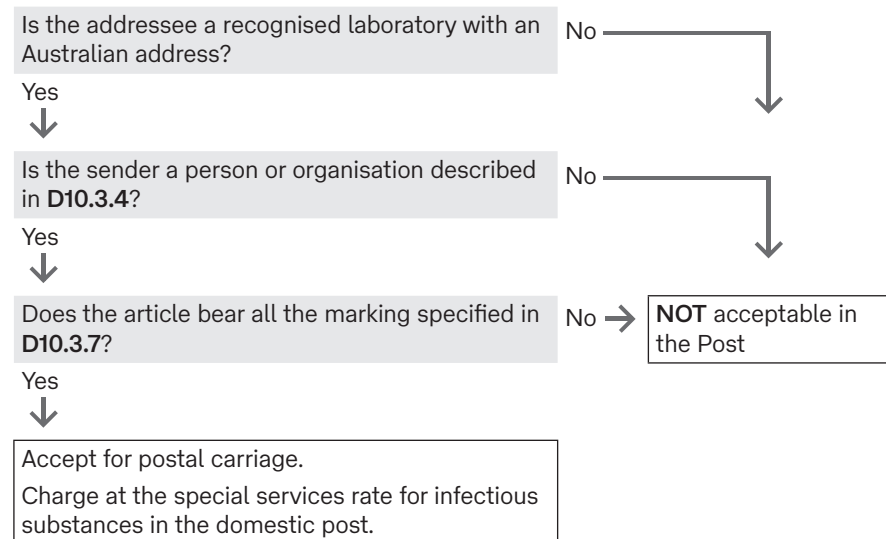 Is the addressee a recognised laboratory with an
Australian address?
No
Yes
Is the sender a person or organisation described
in D10.3.4?
No
Yes
Does the article bear all the marking specified in
D10.3.7?
No
NOT acceptable in
the Post
Yes
Accept for postal carriage.
Charge at the special services rate for infectious
substances in the domestic post.